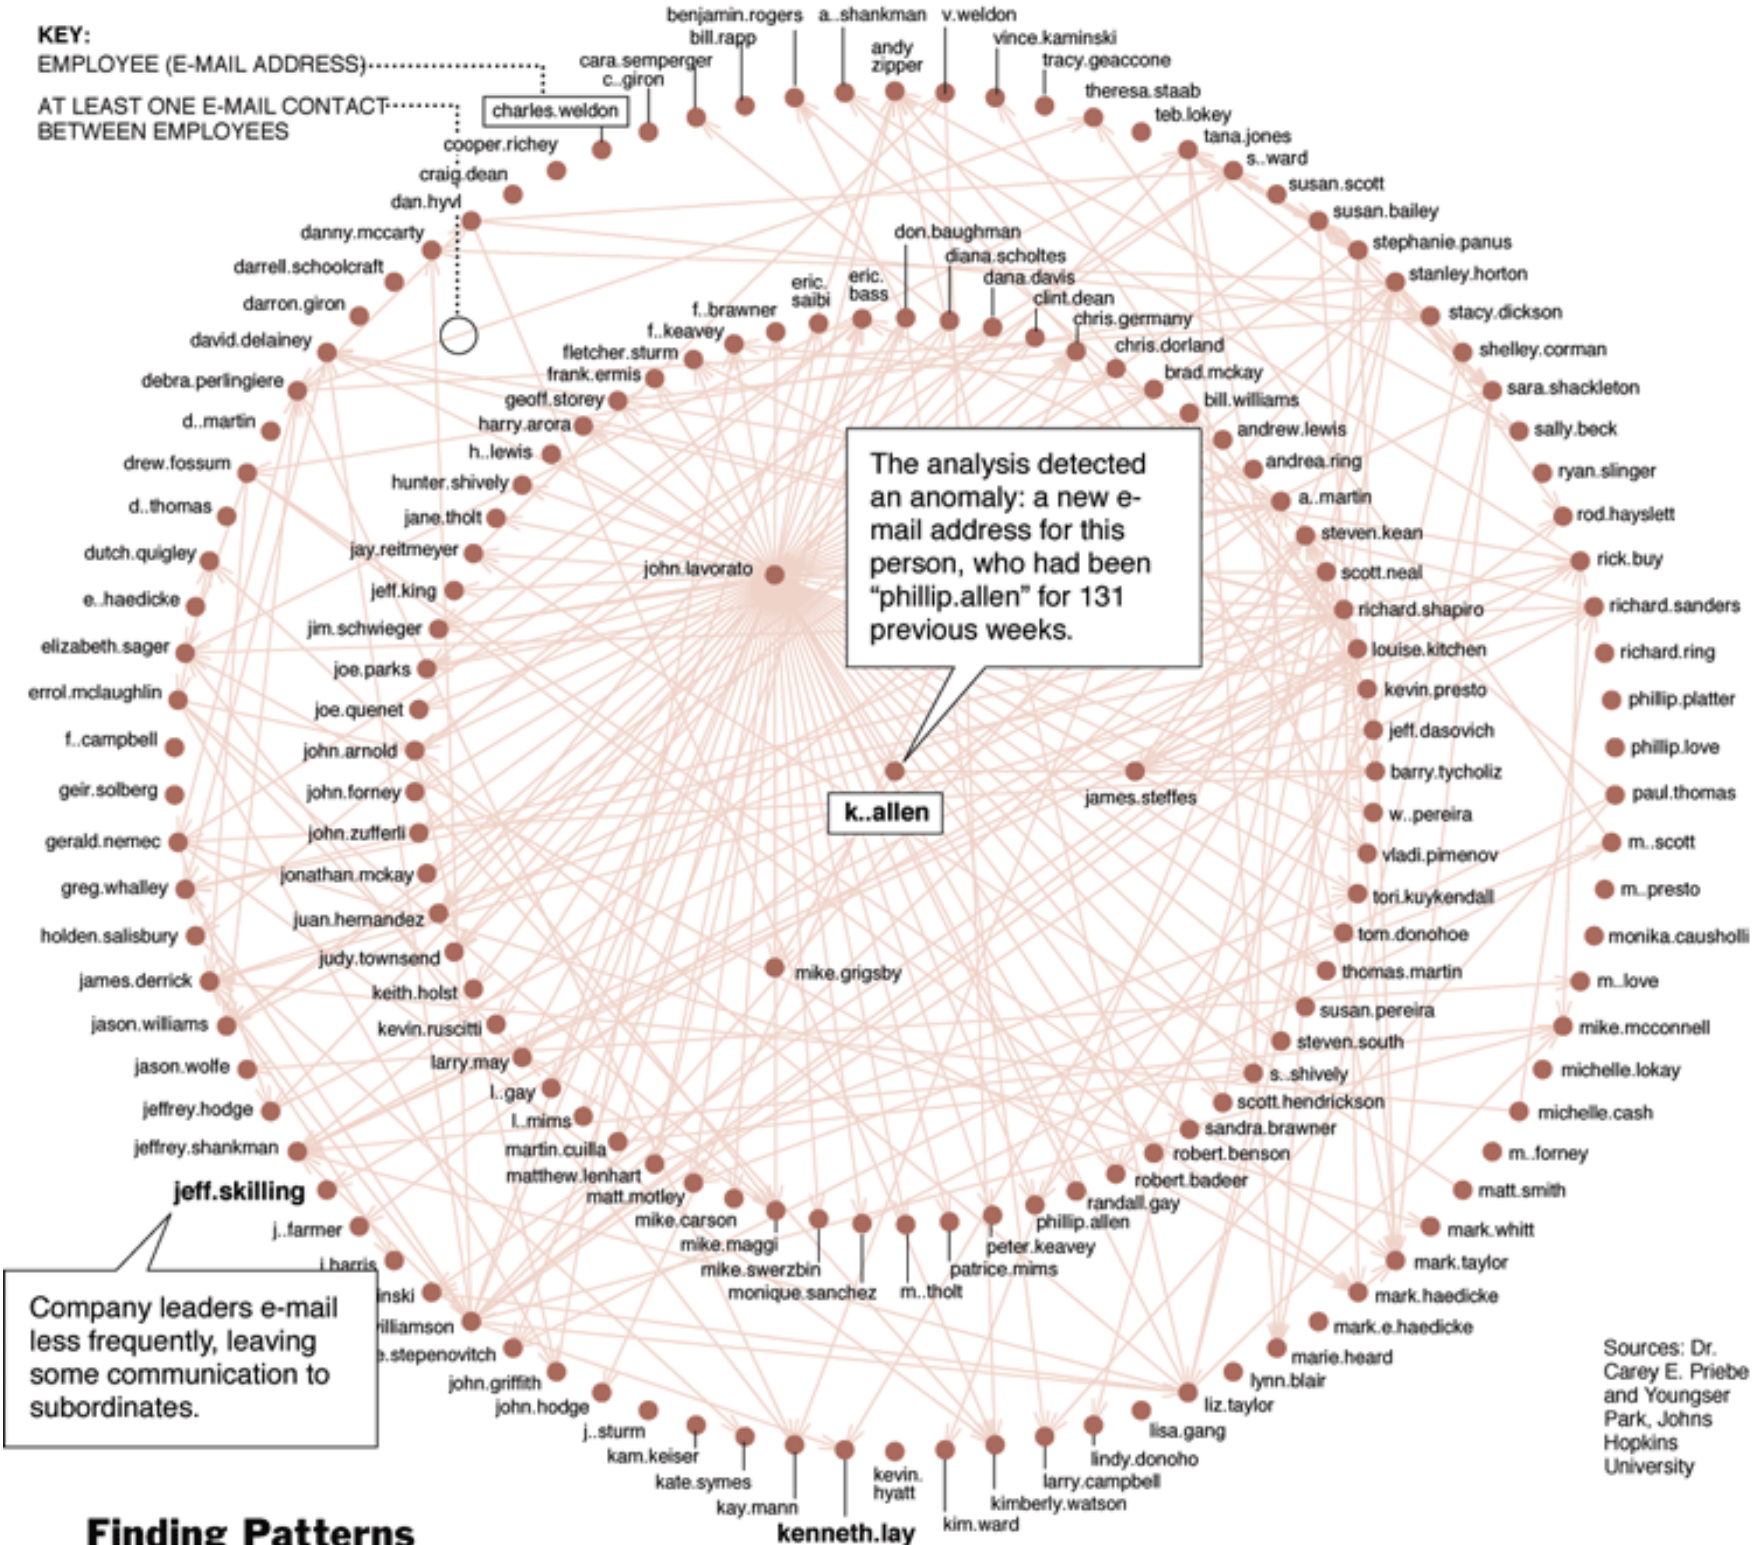 KEY:
EMPLOYEE (E-MAIL ADDRESS)
AT LEAST ONE E-MAIL CONTACT
BETWEEN EMPLOYEES
benjamin.rogers
a..shankman
v.weldon
bill.rapp
andy
zipper
vince.kaminski
cara.semperger
tracy.geaccone
c..giron
theresa.staab
charles.weldon
teb.lokey
cooper.richey
tana.jones
craig.dean
s..ward
dan.hyvl
susan.scott
danny.mccarty
susan.bailey
darrell.schoolcraft
stephanie.panus
darron.giron
stanley.horton
david.delainey
stacy.dickson
debra.perlingiere
shelley.corman
d..martin
sara.shackleton
drew.fossum
sally.beck
d..thomas
ryan.slinger
dutch.quigley
rod.hayslett
e..haedicke
rick.buy
elizabeth.sager
richard.sanders
errol.mclaughlin
richard.ring
f..campbell
phillip.platter
geir.solberg
phillip.love
gerald.nemec
paul.thomas
greg.whalley
m..scott
holden.salisbury
m..presto
james.derrick
monika.causholli
jason.williams
m..love
jason.wolfe
mike.mcconnell
jeffrey.hodge
michelle.lokay
jeffrey.shankman
michelle.cash
jeff.skilling
m..forney
j..farmer
matt.smith
j.harris
mark.whitt
inski
mark.taylor
illiamson
mark.haedicke
e.stepenovitch
mark.e.haedicke
john.griffith
marie.heard
john.hodge
lynn.blair
j..sturm
liz.taylor
kam.keiser
lisa.gang
kate.symes
lindy.donoho
kay.mann
larry.campbell
kenneth.lay
kimberly.watson
kevin.
hyatt
kim.ward
don.baughman
diana.scholtes
eric.
bass
dana.davis
eric.
saibi
clint.dean
f..brawner
chris.germany
f..keavey
chris.dorland
fletcher.sturm
brad.mckay
frank.ermis
bill.williams
geoff.storey
andrew.lewis
harry.arora
andrea.ring
h..lewis
a..martin
hunter.shively
steven.kean
jane.tholt
scott.neal
jay.reitmeyer
richard.shapiro
jeff.king
louise.kitchen
jim.schwieger
kevin.presto
joe.parks
jeff.dasovich
joe.quenet
barry.tycholiz
john.arnold
w..pereira
john.forney
vladi.pimenov
john.zufferli
tori.kuykendall
jonathan.mckay
tom.donohoe
juan.hernandez
thomas.martin
judy.townsend
susan.pereira
keith.holst
steven.south
kevin.ruscitti
s..shively
larry.may
scott.hendrickson
l..gay
sandra.brawner
l..mims
robert.benson
martin.cuilla
robert.badeer
matthew.lenhart
randall.gay
matt.motley
phillip.allen
mike.carson
peter.keavey
mike.maggi
patrice.mims
mike.swerzbin
m..tholt
monique.sanchez
john.lavorato
The analysis detected
an anomaly: a new e-
mail address for this
person, who had been
“phillip.allen” for 131
previous weeks.
k..allen
james.steffes
mike.grigsby
Company leaders e-mail
less frequently, leaving
some communication to
subordinates.
Sources: Dr.
Carey E. Priebe
and Youngser
Park, Johns
Hopkins
University
Finding Patterns